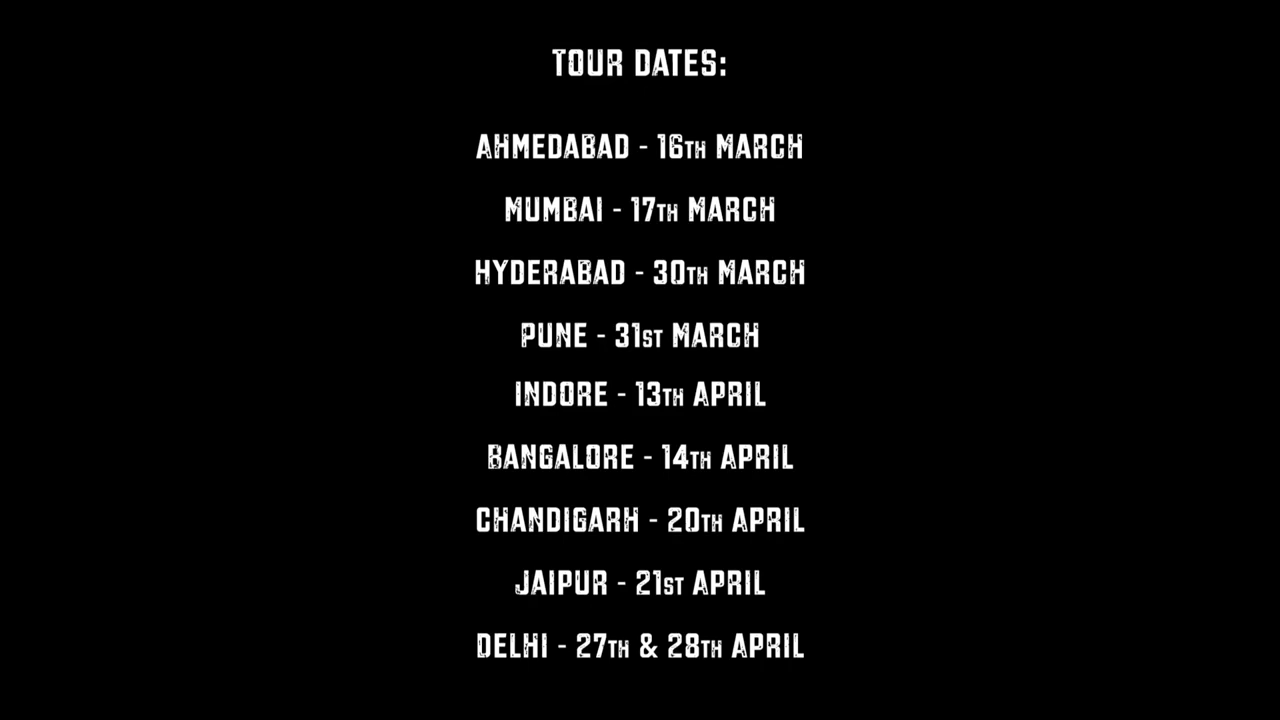 TOUR DATES:
AHMEDABAD - 16TH MARCH
MUMBAI - 17TH MARCH
HYDERABAD - 30TH MARCH
PUNE - 31ST MARCH
INDORE - 13TH APRIL
BANGALORE - 14TH APRIL
CHANDIGARH - 20TH APRIL
JAIPUR - 21ST APRIL
DELHI - 27TH & 28TH APRIL